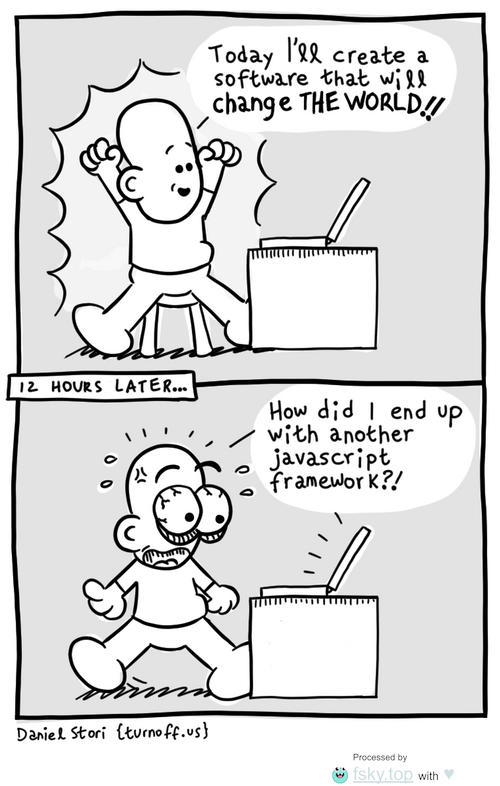 Today I'll create a
software that will
change THE WORLD!!
12 HOURS LATER...
How did I end up
with another
javascript
framework?!
Daniel Stori {turnoff.us}
Processed by
fsky.top with